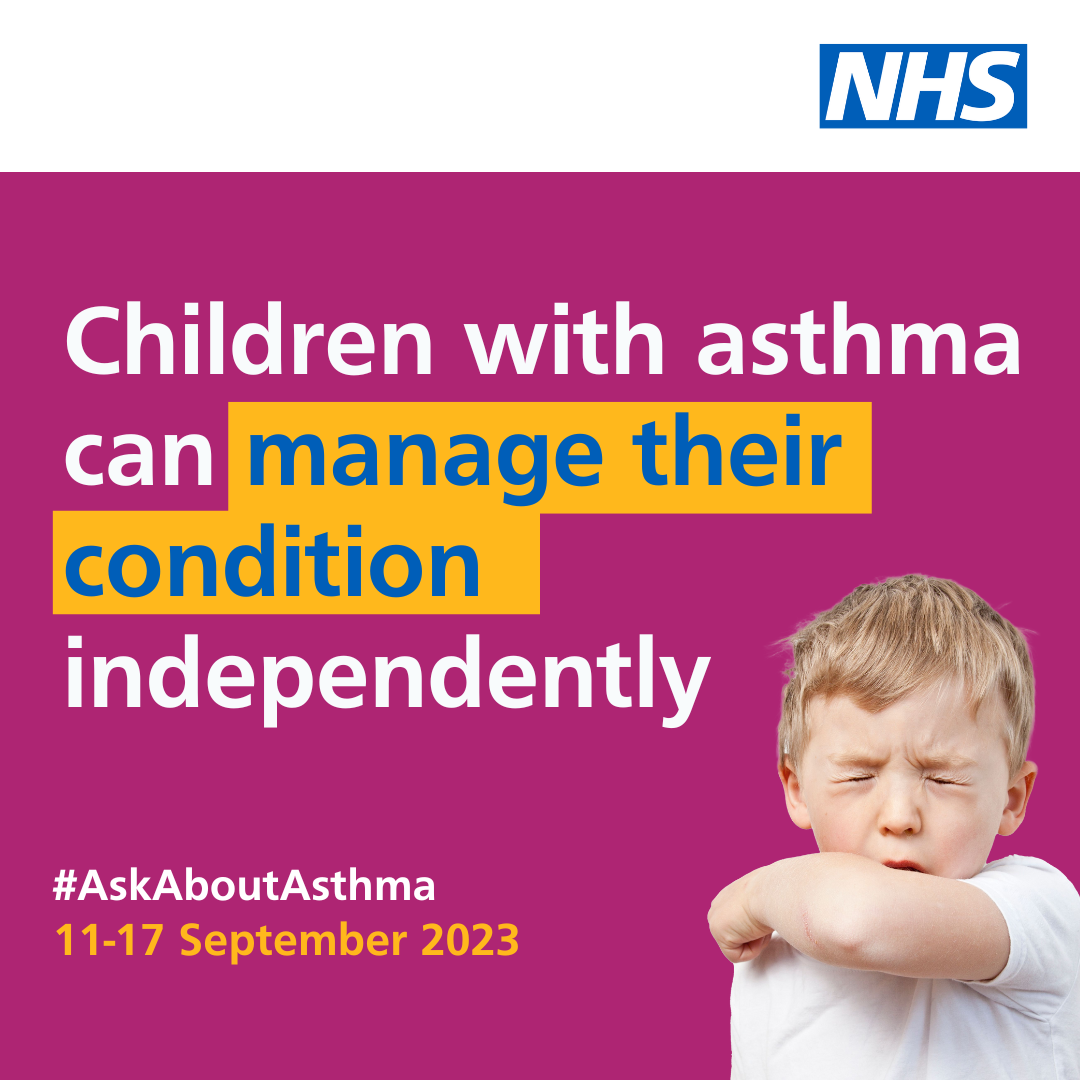 NHS
Children with asthma
can manage their
condition
independently
#AskAboutAsthma
11-17 September 2023